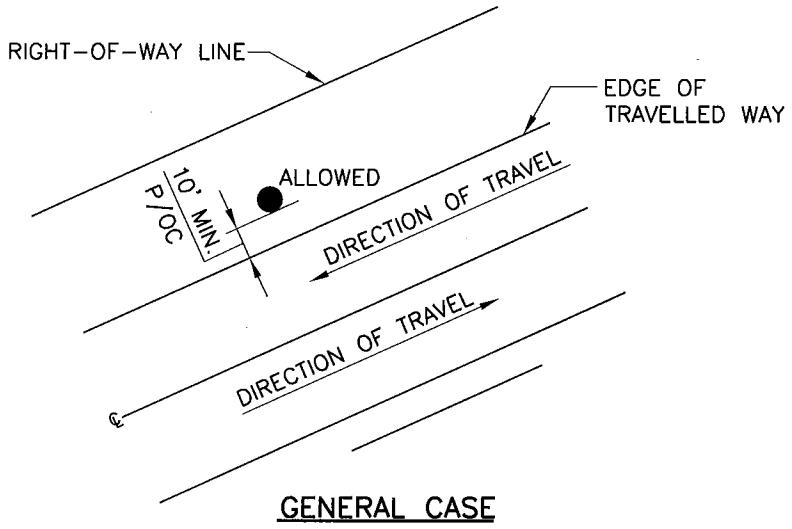 RIGHT-OF-WAY LINE
EDGE OF
TRAVELLED WAY
ALLOWED
10' MIN.
P/OC
DIRECTION OF TRAVEL
DIRECTION OF TRAVEL
℄
GENERAL CASE